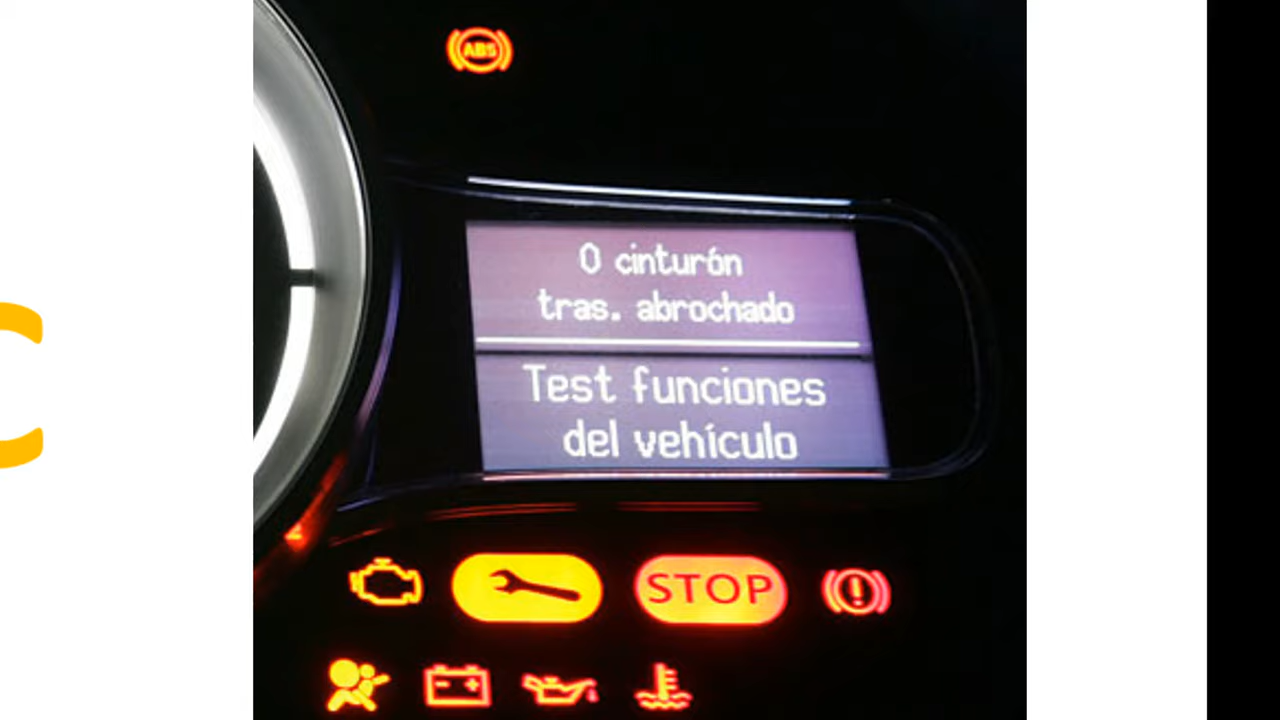 ABS
0 cinturón
tras. abrochado
Test funciones
del vehículo
STOP